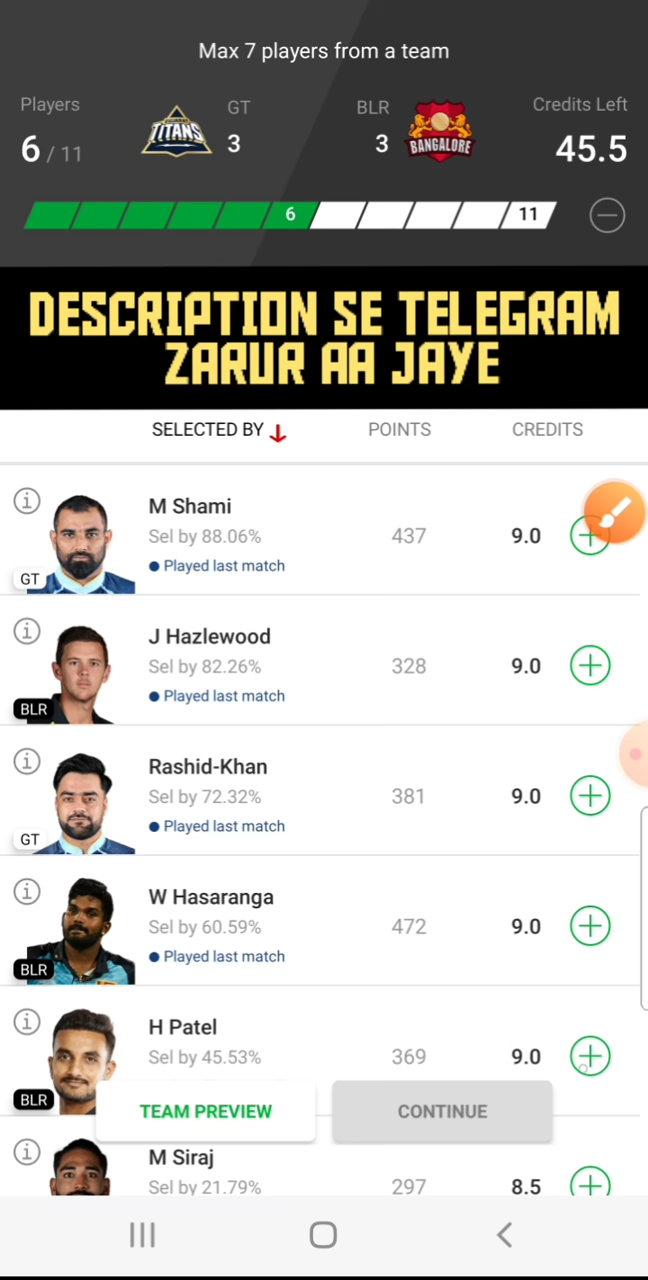 Max 7 players from a team
Players
GT
BLR
Credits Left
6 / 11
TITANS
3
3
BANGALORE
45.5
6
11
DESCRIPTION SE TELEGRAM
ZARUR AA JAYE
SELECTED BY
POINTS
CREDITS
M Shami
Sel by 88.06%
437
9.0
Played last match
GT
J Hazlewood
Sel by 82.26%
328
9.0
Played last match
BLR
Rashid-Khan
Sel by 72.32%
381
9.0
Played last match
GT
W Hasaranga
Sel by 60.59%
472
9.0
Played last match
BLR
H Patel
Sel by 45.53%
369
9.0
BLR
TEAM PREVIEW
CONTINUE
M Siraj
Sel by 21.79%
297
8.5